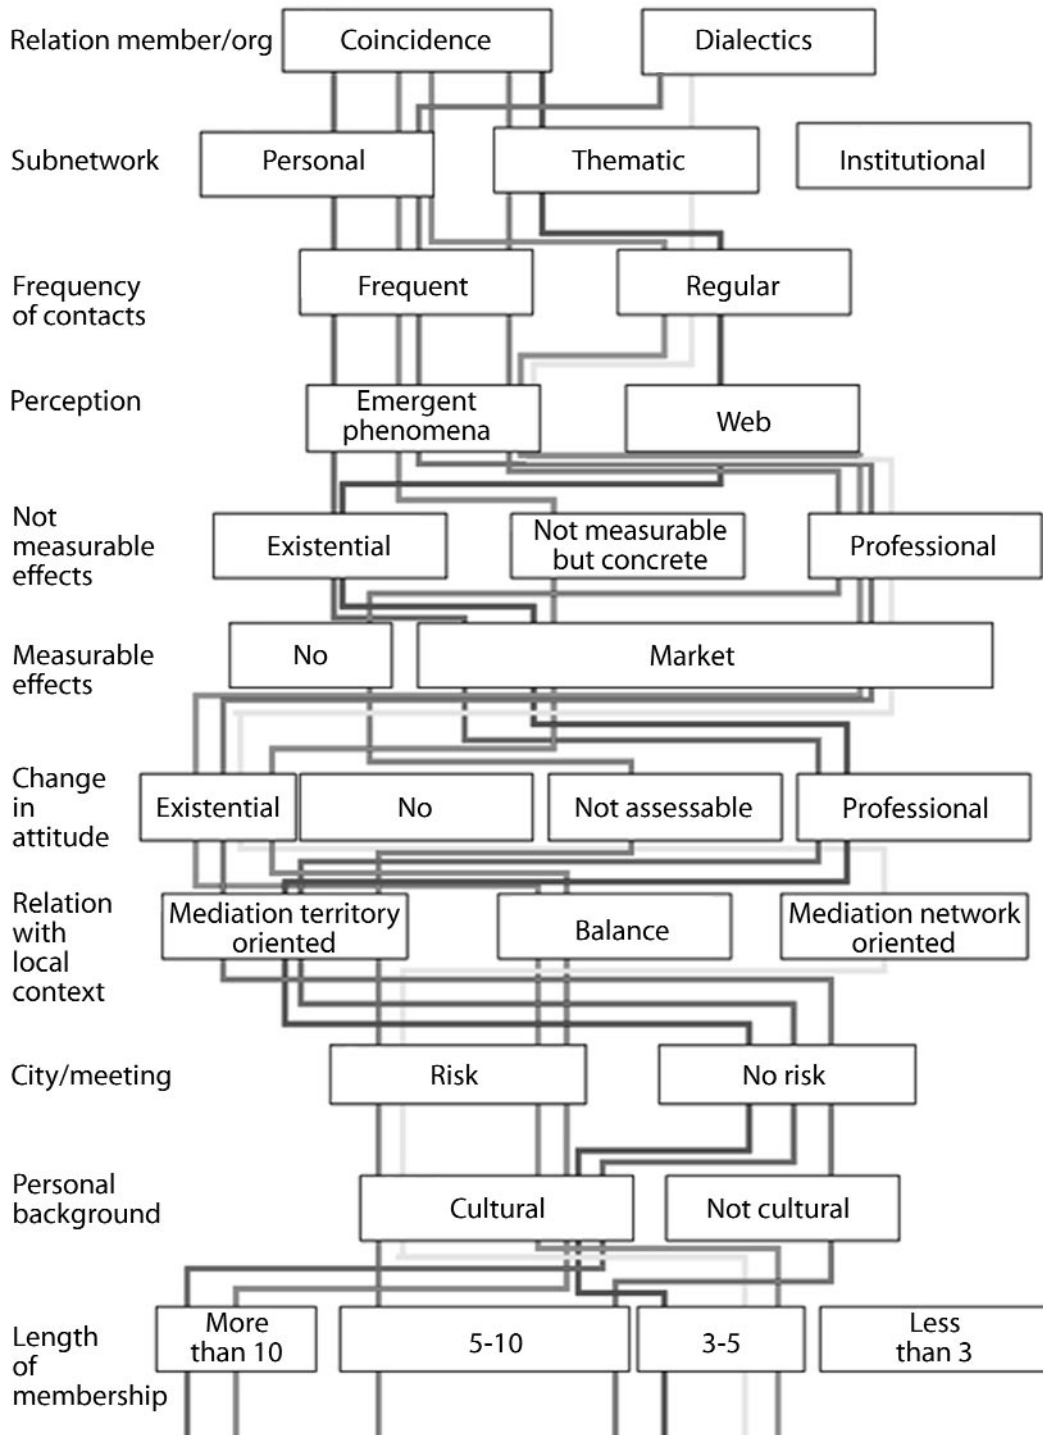 Relation member/org
Coincidence
Dialectics
Subnetwork
Personal
Thematic
Institutional
Frequency
of contacts
Frequent
Regular
Perception
Emergent
phenomena
Web
Not
measurable
effects
Existential
Not measurable
but concrete
Professional
Measurable
effects
No
Market
Change
in
attitude
Existential
No
Not assessable
Professional
Relation
with
local
context
Mediation territory
oriented
Balance
Mediation network
oriented
City/meeting
Risk
No risk
Personal
background
Cultural
Not cultural
Length
of
membership
More
than 10
5-10
3-5
Less
than 3